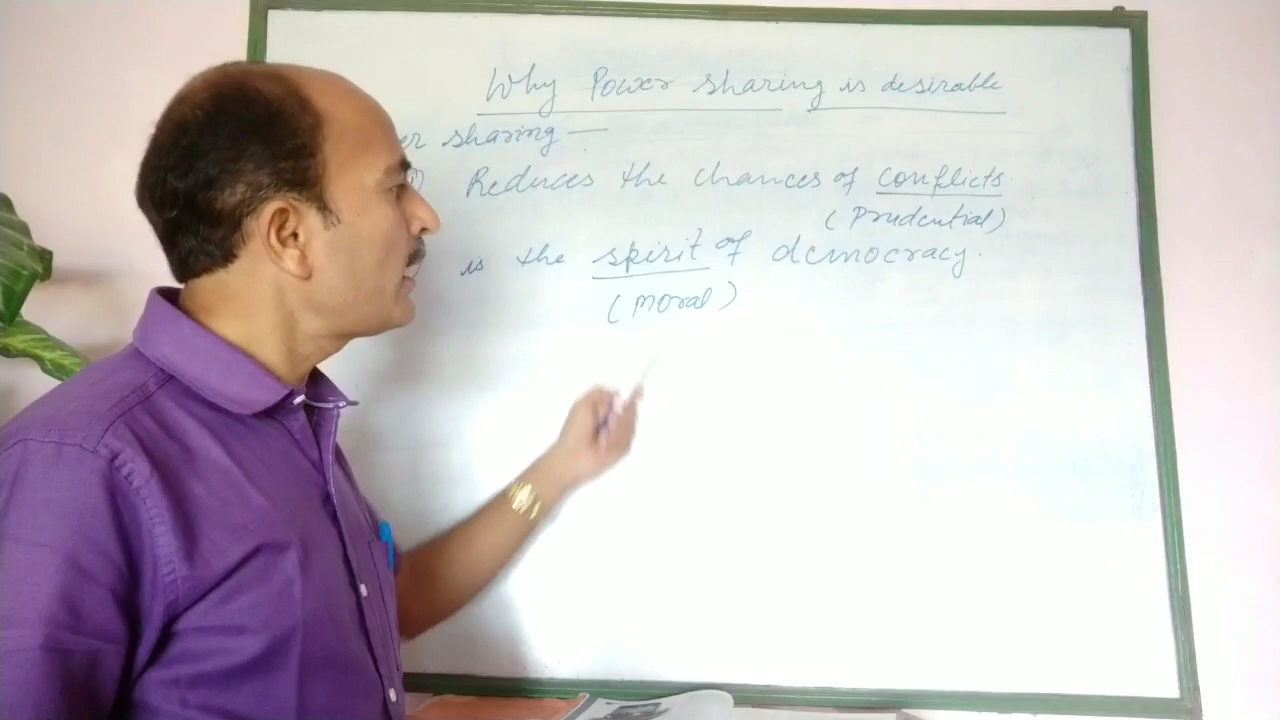 Why Power sharing is desirable
er sharing —
i) Reduces the chances of conflicts
(Prudential)
is the spirit of democracy.
(moral)